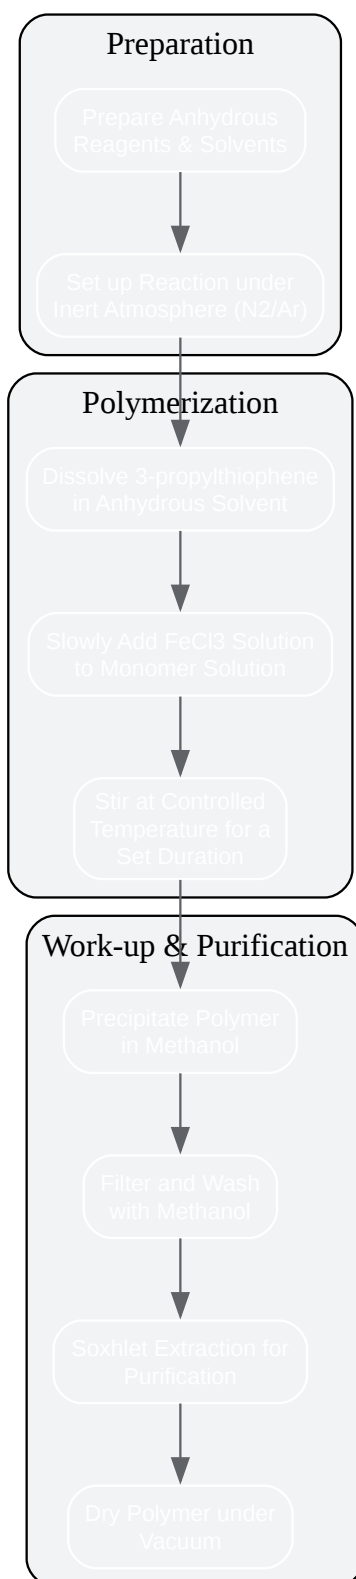 Preparation
Prepare Anhydrous
Reagents & Solvents
Set up Reaction under
Inert Atmosphere (N2/Ar)
Polymerization
Dissolve 3-propylthiophene
in Anhydrous Solvent
Slowly Add FeCl3 Solution
to Monomer Solution
Stir at Controlled
Temperature for a
Set Duration
Work-up & Purification
Precipitate Polymer
in Methanol
Filter and Wash
with Methanol
Soxhlet Extraction for
Purification
Dry Polymer under
Vacuum